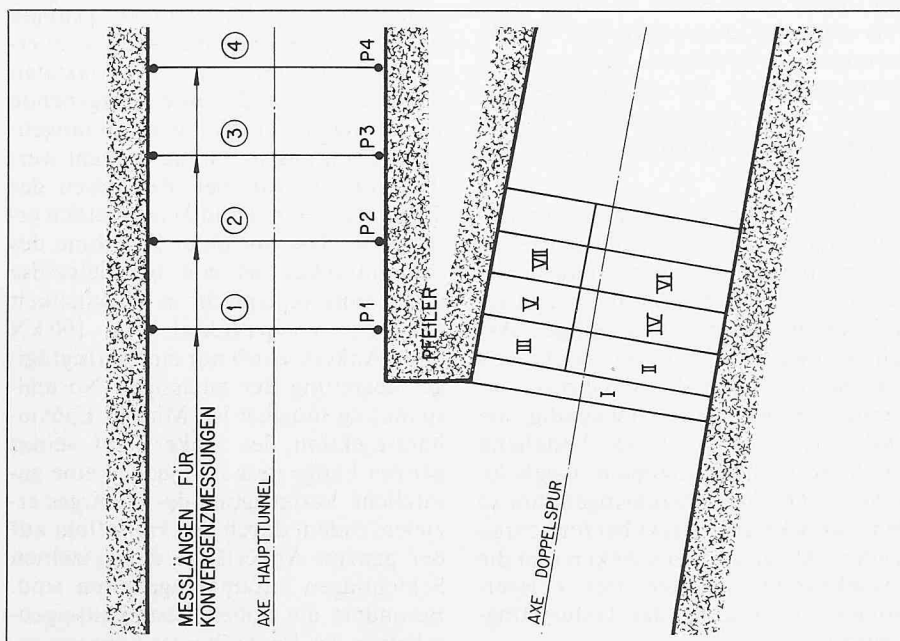 MESSLÄNGEN FÜR
KONVERGENZMESSUNGEN
AXE HAUPTTUNNEL
1
2
3
4
P1
P2
P3
P4
PFEILER
I
II
III
IV
V
VI
VII
AXE DOPPELSPUR